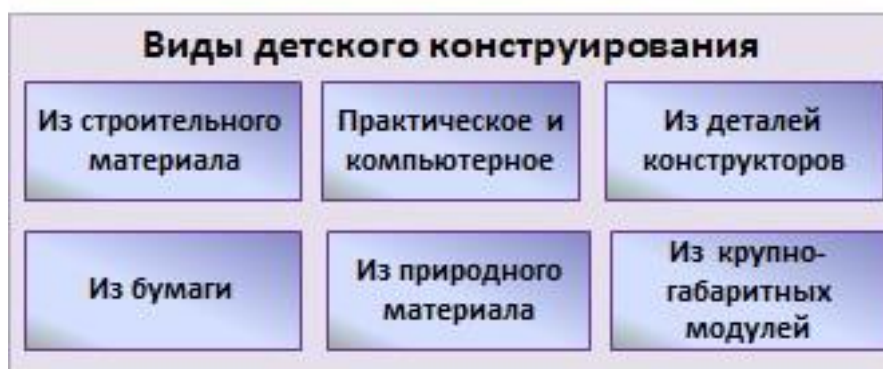 Виды детского конструирования
Из строительного
материала
Практическое и
компьютерное
Из деталей
конструкторов
Из бумаги
Из природного
материала
Из крупно-
габаритных
модулей